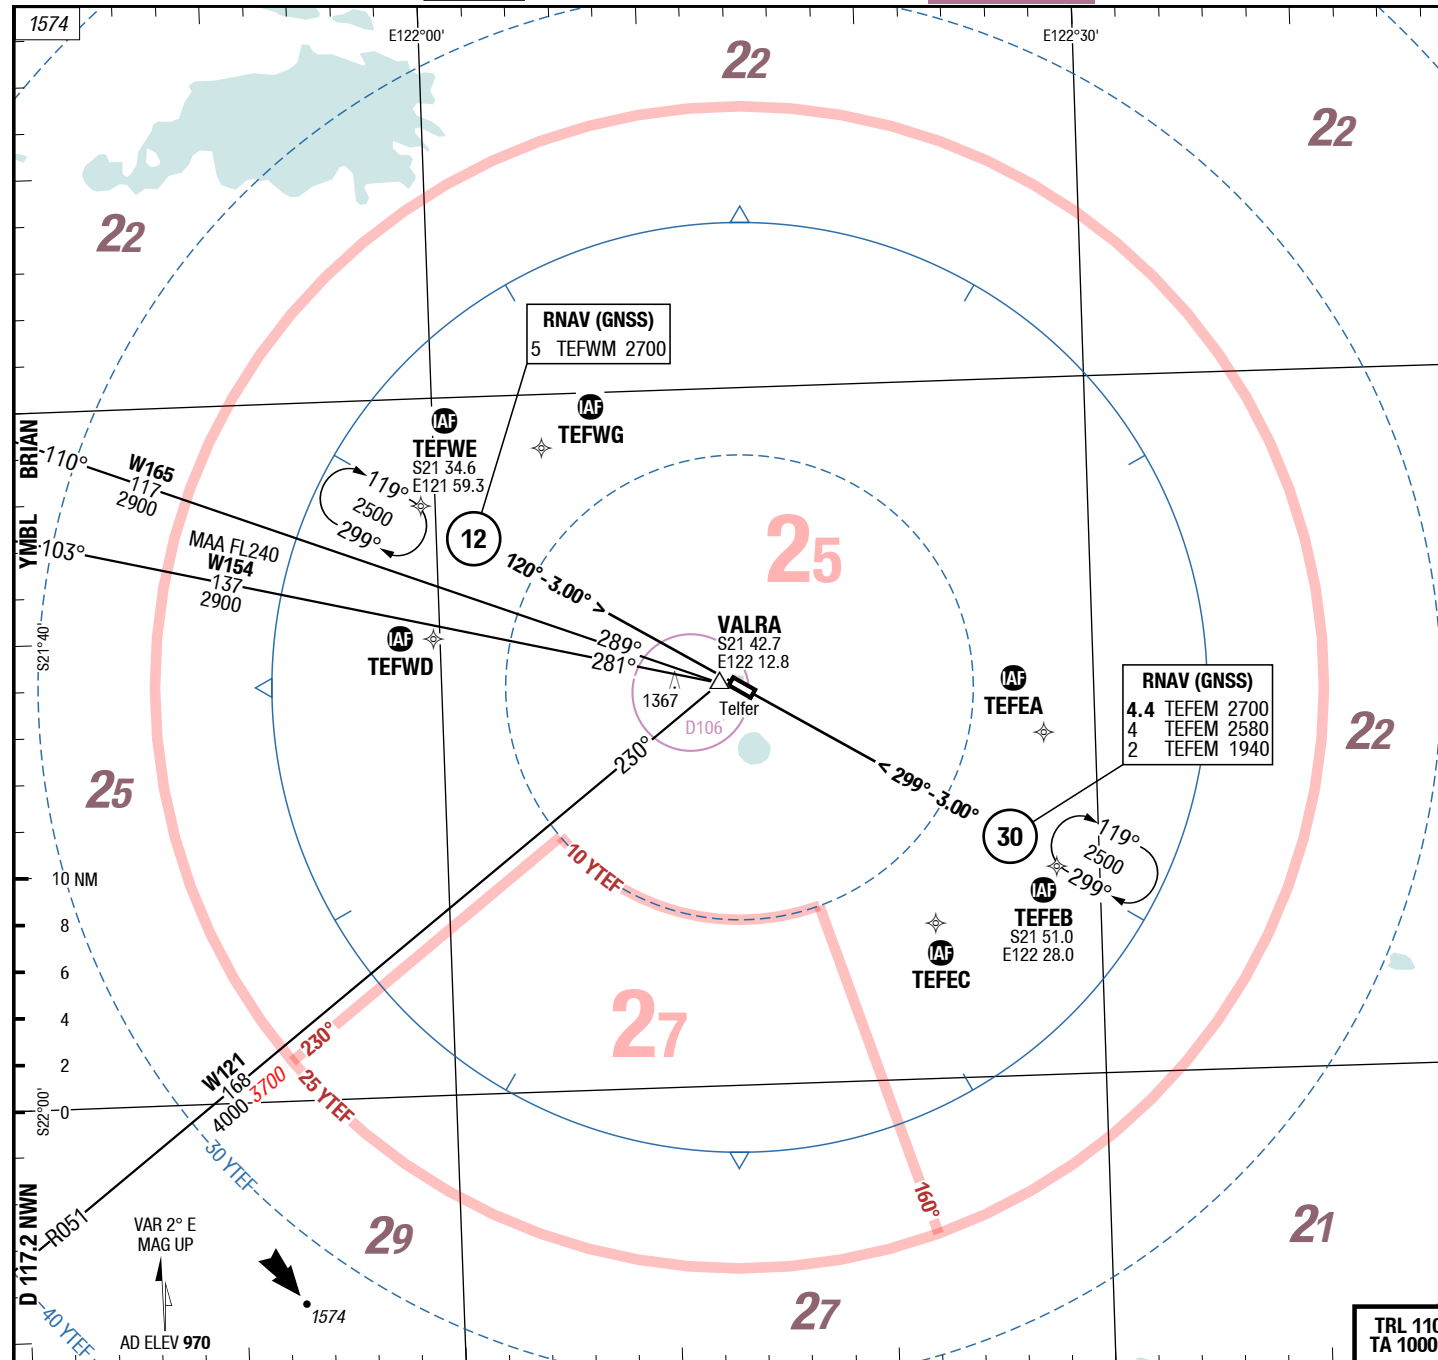 1574
E122°00'
E122°30'
22
22
22
RNAV (GNSS)
5 TEFWM 2700
IAF
TEFWE
S21 34.6
E121 59.3
IAF
TEFWG
BRIAN
110°
W165
117
2900
119°
2500
299°
12
YMBL
103°
MAA FL240
W154
137
2900
120°-3.00° >
25
VALRA
S21 42.7
E122 12.8
289°
281°
S21°40'
IAF
TEFWD
1367
Telfer
D106
230°
IAF
TEFEA
RNAV (GNSS)
4.4 TEFEM 2700
4 TEFEM 2580
2 TEFEM 1940
22
25
< 299°-3.00°
30
119°
2500
299°
IAF
TEFEB
S21 51.0
E122 28.0
IAF
TEFEC
10 YTEF
10 NM
8
6
4
2
0
27
230°
25 YTEF
W121
168
4000-3700
S22°00'
30 YTEF
160°
D 117.2 NWN
R051
VAR 2° E
MAG UP
29
21
27
1574
40 YTEF
AD ELEV 970
TRL 110
TA 1000